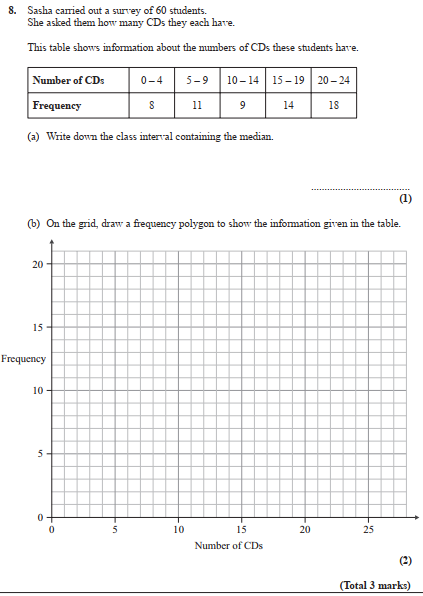 8. Sasha carried out a survey of 60 students.
She asked them how many CDs they each have.
This table shows information about the numbers of CDs these students have.
Number of CDs 0 – 4 5 – 9 10 – 14 15 – 19 20 – 24
Frequency 8 11 9 14 18
(a) Write down the class interval containing the median.
(1)
(b) On the grid, draw a frequency polygon to show the information given in the table.
20
15
Frequency
10
5
0
0 5 10 15 20 25
Number of CDs
(2)
(Total 3 marks)